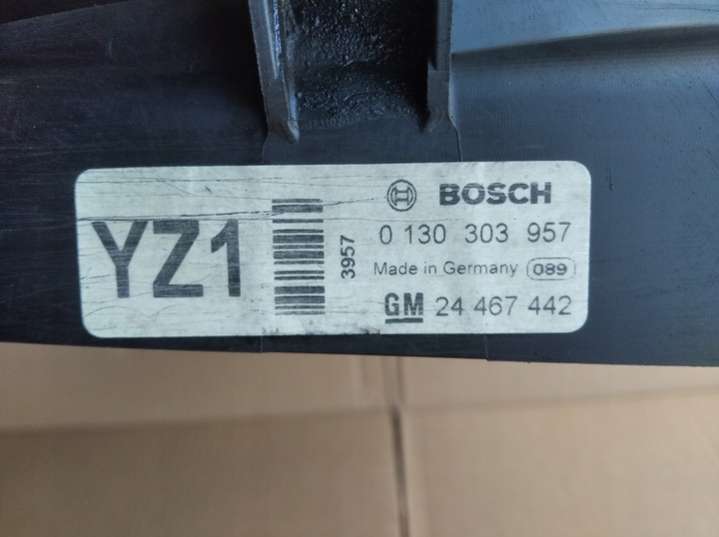 YZ1
3957
BOSCH
0 130 303 957
Made in Germany 089
GM 24 467 442